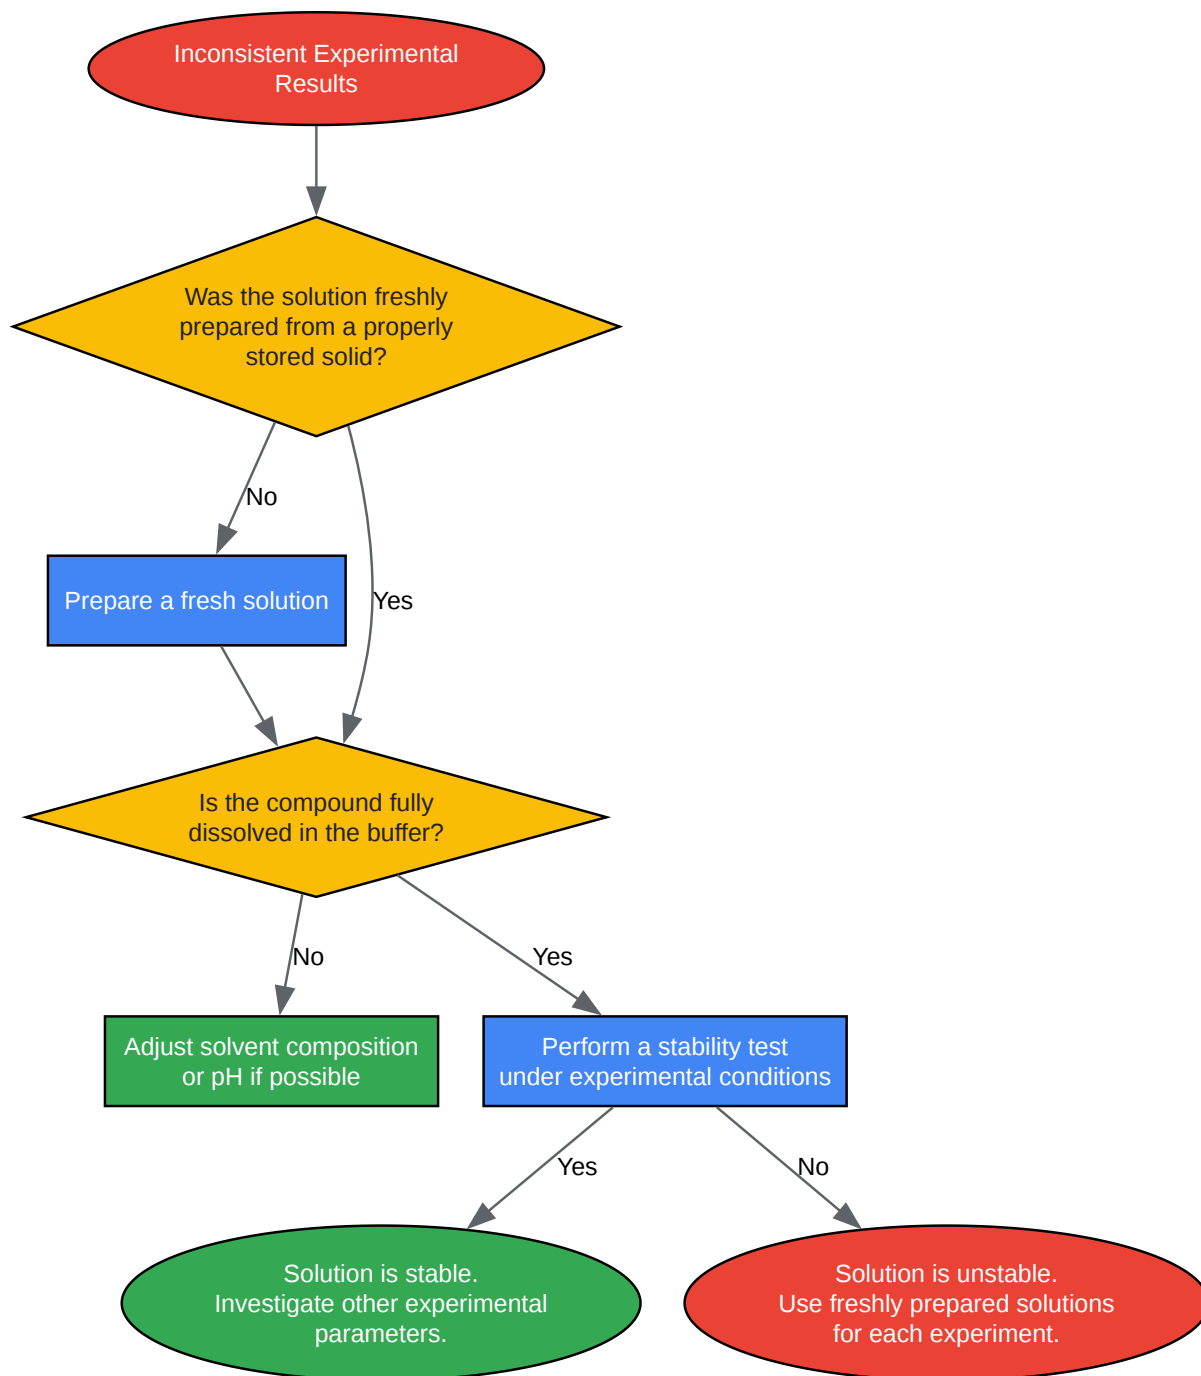 Inconsistent Experimental
Results
Was the solution freshly
prepared from a properly
stored solid?
No
Prepare a fresh solution
Yes
Is the compound fully
dissolved in the buffer?
No
Yes
Adjust solvent composition
or pH if possible
Perform a stability test
under experimental conditions
Yes
No
Solution is stable.
Investigate other experimental
parameters.
Solution is unstable.
Use freshly prepared solutions
for each experiment.